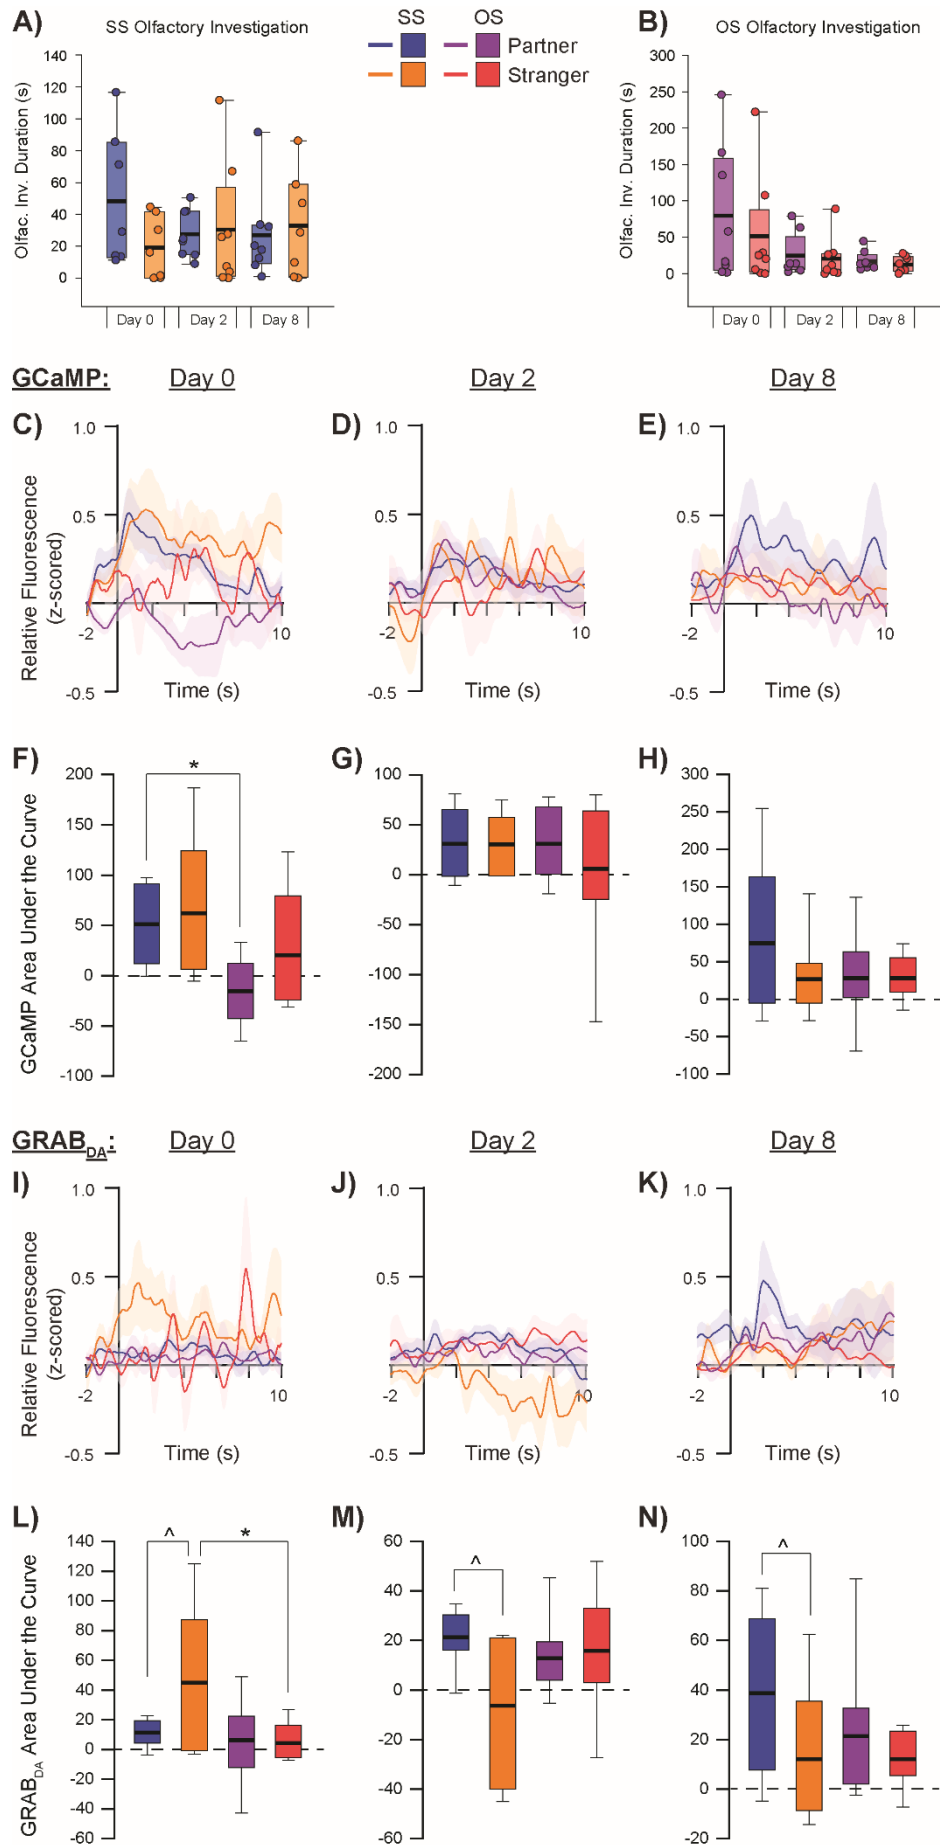 A) SS Olfactory Investigation
SS OS
Partner
Stranger
B) OS Olfactory Investigation
Olfac. Inv. Duration (s)
140
120
100
80
60
40
20
0
Day 0 Day 2 Day 8
Olfac. Inv. Duration (s)
300
250
200
150
100
50
0
Day 0 Day 2 Day 8
GCaMP: Day 0 Day 2 Day 8
C) D) E)
Relative Fluorescence
(z-scored)
1.0 1.0 1.0
0.5 0.5 0.5
-2 10 -2 10 -2 10
-0.5 -0.5 -0.5
Time (s) Time (s) Time (s)
F) G) H)
GCaMP Area Under the Curve
200
150
100
50
0
-50
-100
*
100
50
0
-50
-100
-150
-200
300
250
200
150
100
50
0
50
100
GRAB DA: Day 0 Day 2 Day 8
I) J) K)
Relative Fluorescence
(z-scored)
1.0 1.0 1.0
0.5 0.5 0.5
-2 10 -2 10 -2 10
-0.5 -0.5 -0.5
Time (s) Time (s) Time (s)
L) M) N)
GRAB DA Area Under the Curve
140
120
100
80
60
40
20
0
-20
-40
-60
^ *
60
40
20
0
-20
-40
-60
^
100
80
60
40
20
0
20
^